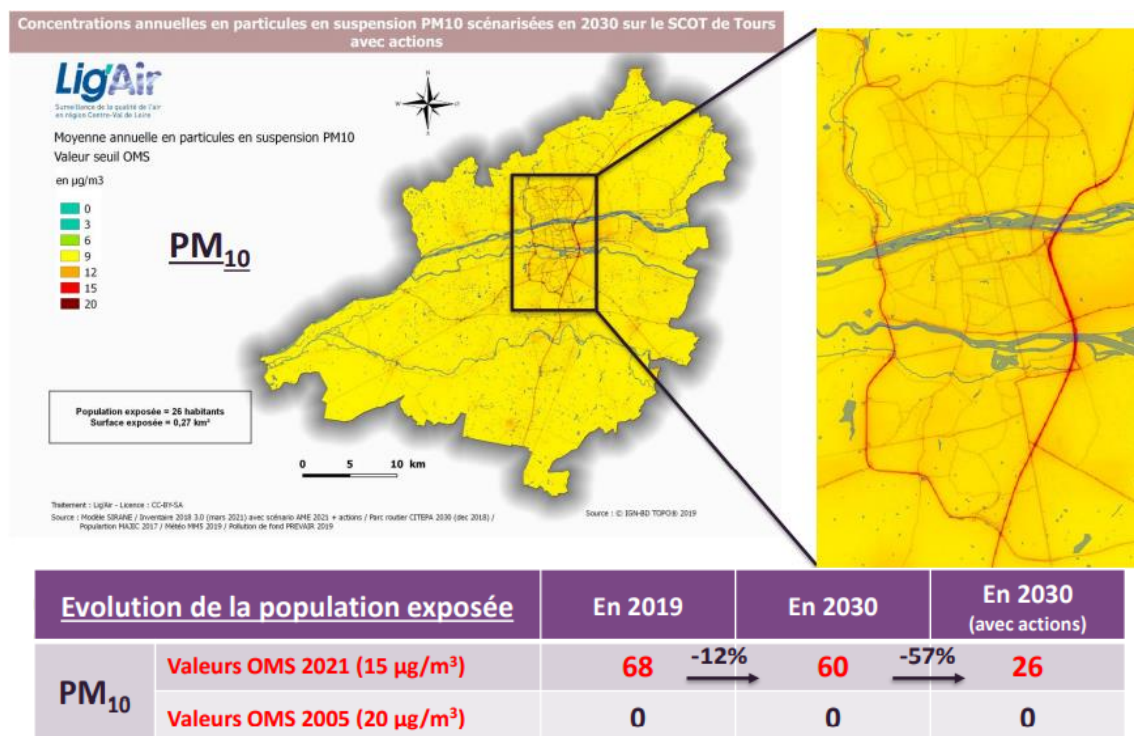 Concentrations annuelles en particules en suspension PM10 scénarisées en 2030 sur le SCOT de Tours
avec actions
Lig'Air
Surveillance de la qualité de l'air
en région Centre-Val de Loire
Moyenne annuelle en particules en suspension PM10
Valeur seuil OMS
en µg/m3
0
3
6
9
12
15
20
PM10
N
W
S
Population exposée = 26 habitants
Surface exposée = 0,27 km²
0 5 10 km
Traitement : Lig'Air - Licence : CC-BY-SA
Source : Modèle SIRANE / Inventaire 2018 3.0 (mars 2021) avec scénario AME 2021 + actions / Parc routier CITEPA 2030 (dec 2018) /
Population MAJIC 2017 / Météo MM5 2019 / Pollution de fond PREVAIR 2019
Source : © IGN-BD TOPO® 2019
Evolution de la population exposée En 2019 En 2030 En 2030
(avec actions)
PM10
Valeurs OMS 2021 (15 µg/m³) 68 -12% 60 -57% 26
Valeurs OMS 2005 (20 µg/m³) 0 0 0